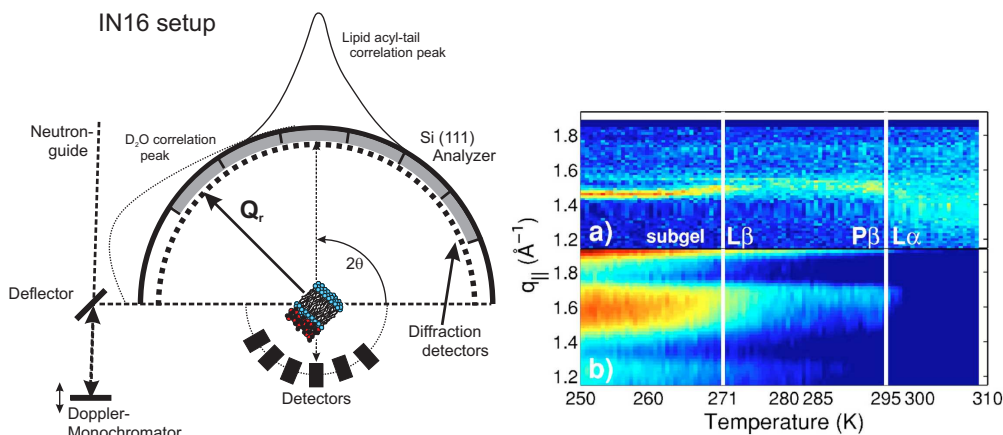 IN16 setup
Lipid acyl-tail
correlation peak
Neutron-
guide
D₂O correlation
peak
Si (111)
Analyzer
Qr
2θ
Deflector
Diffraction
detectors
Detectors
Doppler-
Monochromator
1.8
1.6
1.4
1.2
a)
subgel
Lβ
Pβ
Lα
q|| (Å⁻¹)
1.8
1.6
1.4
1.2
b)
250 260 271 280 285 295 300 310
Temperature (K)